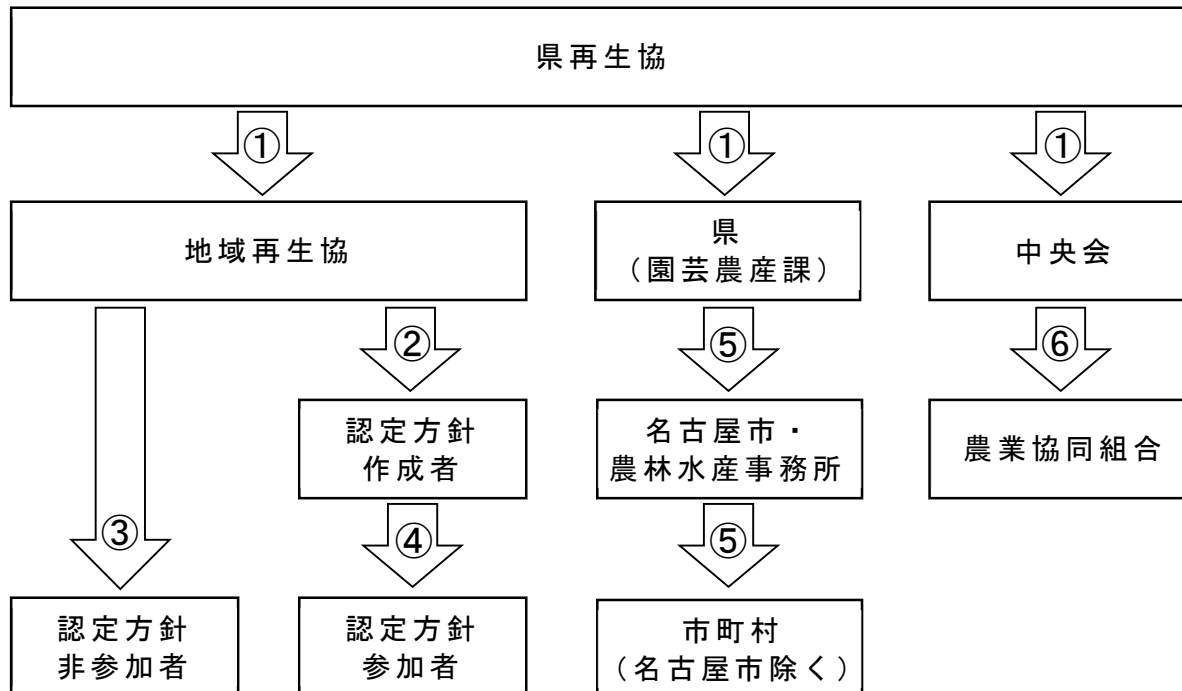 県再生協
① ① ①
地域再生協
県
（園芸農産課）
中央会
② ⑤ ⑥
認定方針
作成者
名古屋市・
農林水産事務所
農業協同組合
③ ④ ⑤
認定方針
非参加者
認定方針
参加者
市町村
（名古屋市除く）